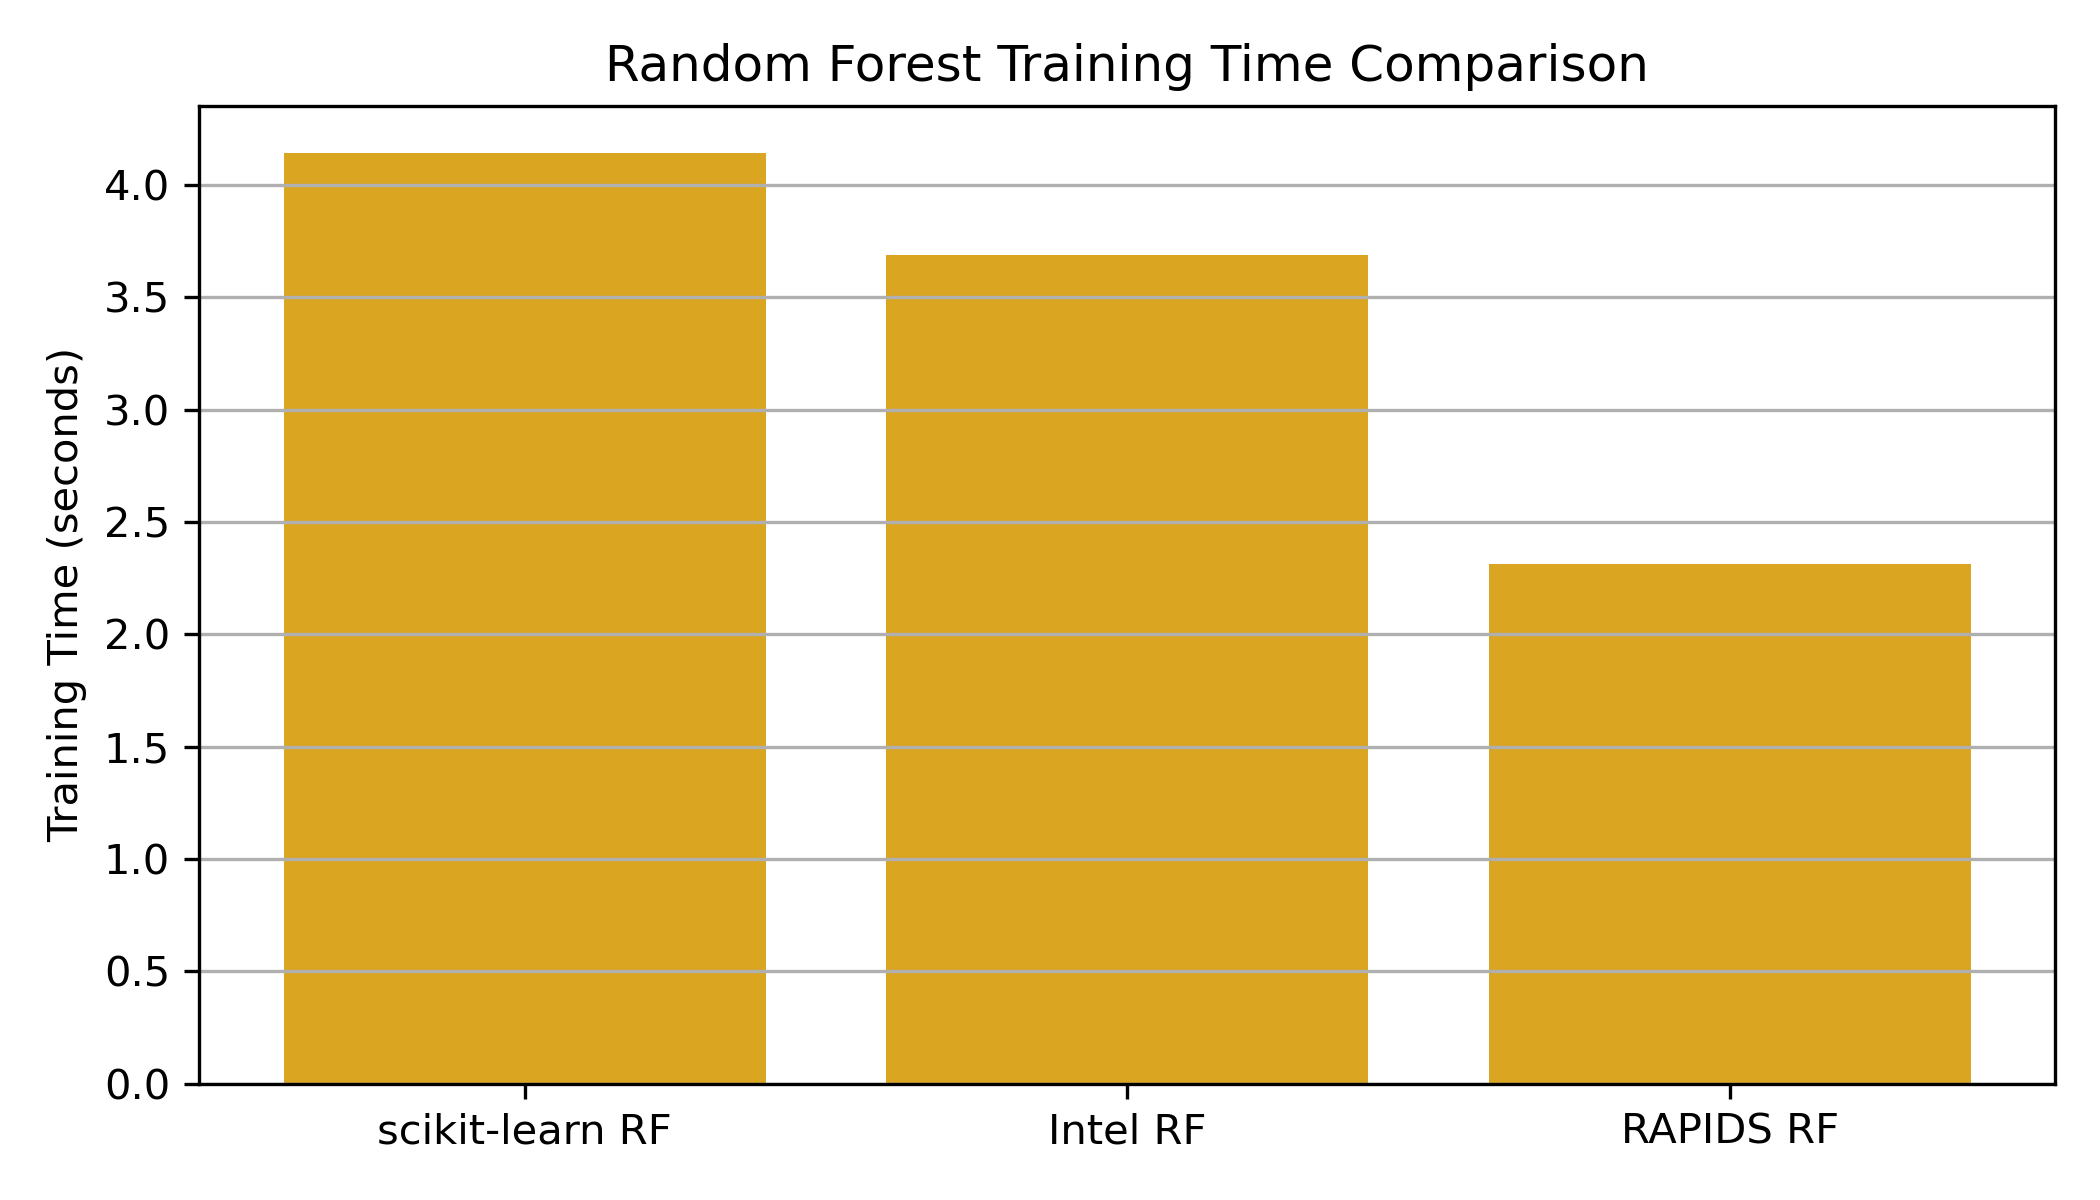 Random Forest Training Time Comparison
Training Time (seconds)
4.0
3.5
3.0
2.5
2.0
1.5
1.0
0.5
0.0
scikit-learn RF
Intel RF
RAPIDS RF